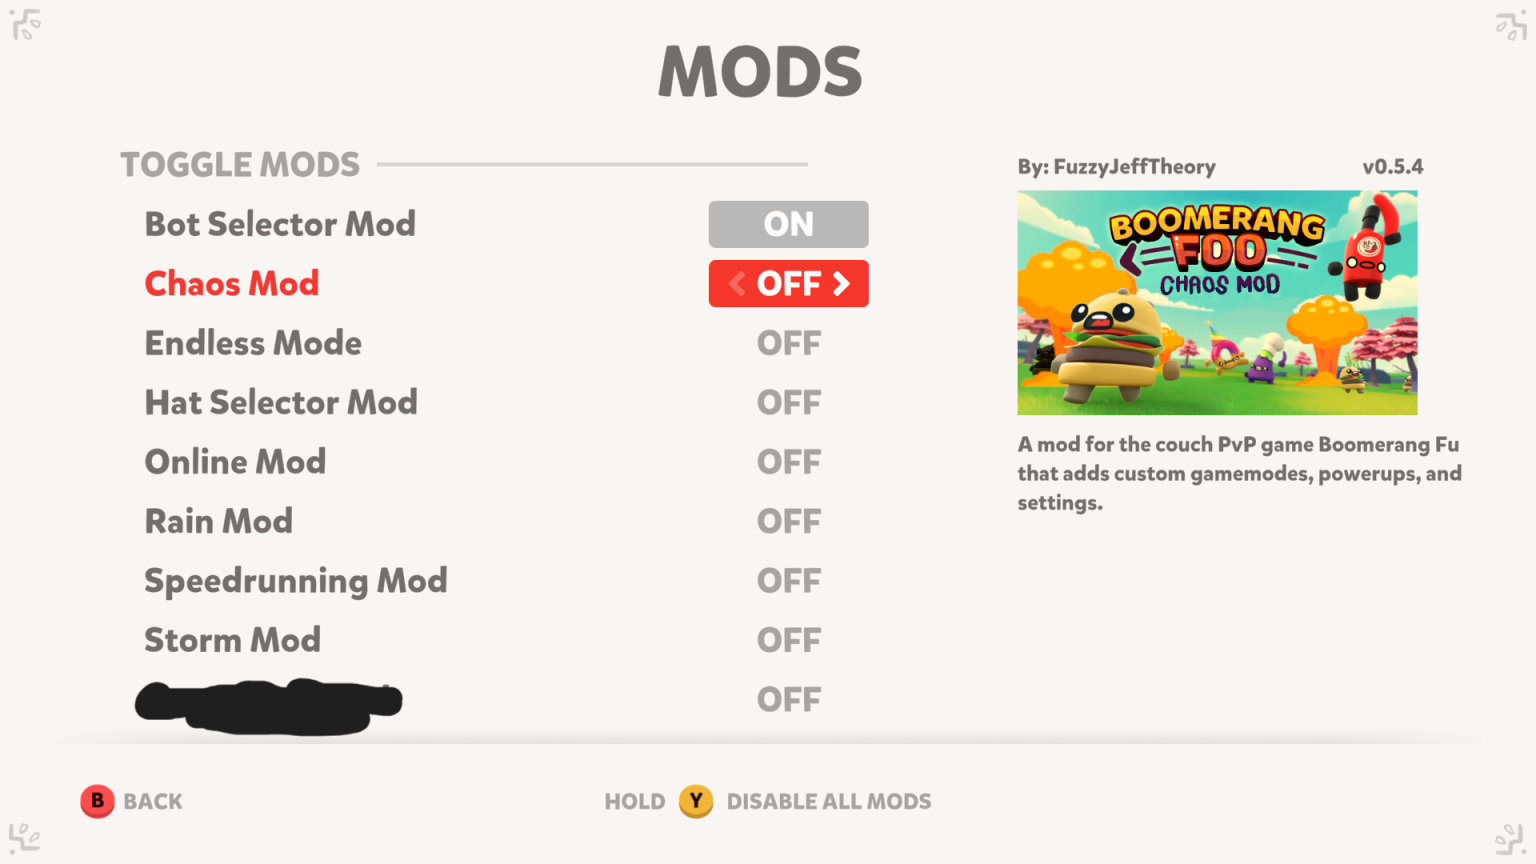 MODS
TOGGLE MODS
Bot Selector Mod ON
Chaos Mod OFF
Endless Mode OFF
Hat Selector Mod OFF
Online Mod OFF
Rain Mod OFF
Speedrunning Mod OFF
Storm Mod OFF
OFF
By: FuzzyJeffTheory v0.5.4
BOOMERANG
FOO
CHAOS MOD
A mod for the couch PvP game Boomerang Fu
that adds custom gamemodes, powerups, and
settings.
B BACK
HOLD Y DISABLE ALL MODS